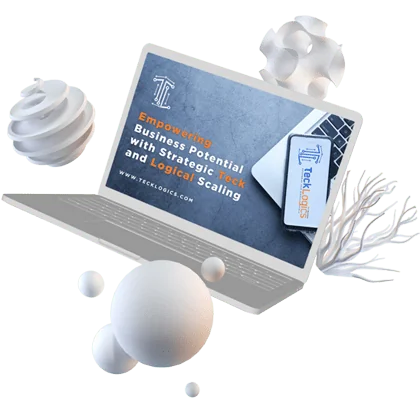 Empowering
Business Potential
with Strategic Teck
and Logical Scaling
WWW.TECKLOGICS.COM
TeckLogics